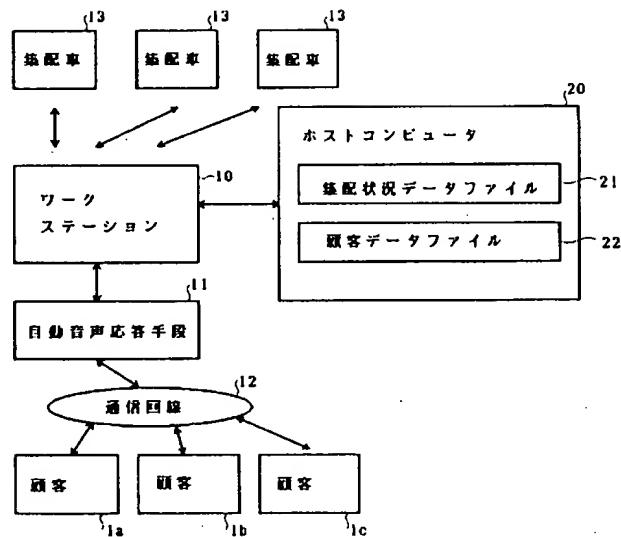 13
13
13
集配車
集配車
集配車
20
ホストコンピュータ
10
ワーク
ステーション
集配状況データファイル
21
顧客データファイル
22
11
自動音声応答手段
12
通信回線
顧客
顧客
顧客
1a
1b
1c